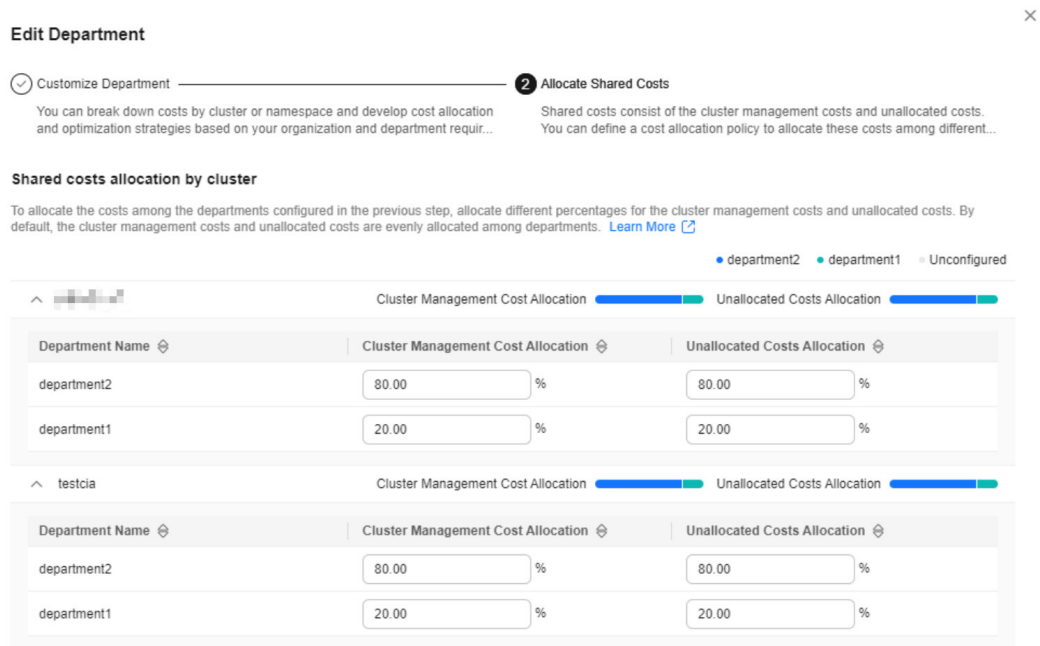 Edit Department
Customize Department
2 Allocate Shared Costs
You can break down costs by cluster or namespace and develop cost allocation
and optimization strategies based on your organization and department requir...
Shared costs consist of the cluster management costs and unallocated costs.
You can define a cost allocation policy to allocate these costs among different...
Shared costs allocation by cluster
To allocate the costs among the departments configured in the previous step, allocate different percentages for the cluster management costs and unallocated costs. By
default, the cluster management costs and unallocated costs are evenly allocated among departments. Learn More
department2 department1 Unconfigured
Cluster Management Cost Allocation Unallocated Costs Allocation
Department Name Cluster Management Cost Allocation Unallocated Costs Allocation
department2 80.00 % 80.00 %
department1 20.00 % 20.00 %
testcia Cluster Management Cost Allocation Unallocated Costs Allocation
Department Name Cluster Management Cost Allocation Unallocated Costs Allocation
department2 80.00 % 80.00 %
department1 20.00 % 20.00 %